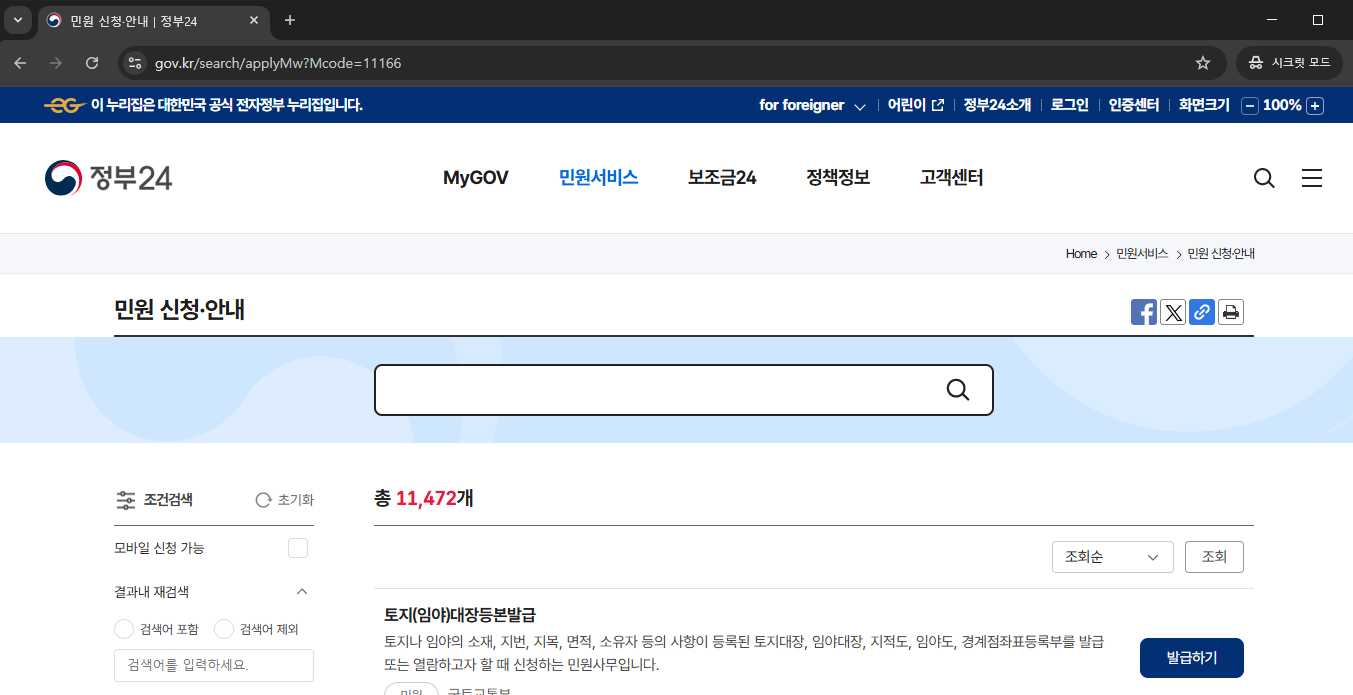 민원 신청·안내 | 정부24
gov.kr/search/applyMw?Mcode=11166
시크릿 모드
이 누리집은 대한민국 공식 전자정부 누리집입니다.
for foreigner 어린이 정부24소개 로그인 인증센터 화면크기 100%
정부24
MyGOV 민원서비스 보조금24 정책정보 고객센터
Home > 민원서비스 > 민원 신청·안내
민원 신청·안내
조건검색 초기화
총 11,472개
모바일 신청 가능
조회순 조회
결과내 재검색
검색어 포함 검색어 제외
검색어를 입력하세요.
토지(임야)대장등본발급
토지나 임야의 소재, 지번, 지목, 면적, 소유자 등의 사항이 등록된 토지대장, 임야대장, 지적도, 임야도, 경계점좌표등록부를 발급
또는 열람하고자 할 때 신청하는 민원사무입니다.
발급하기
민원 국토교통부